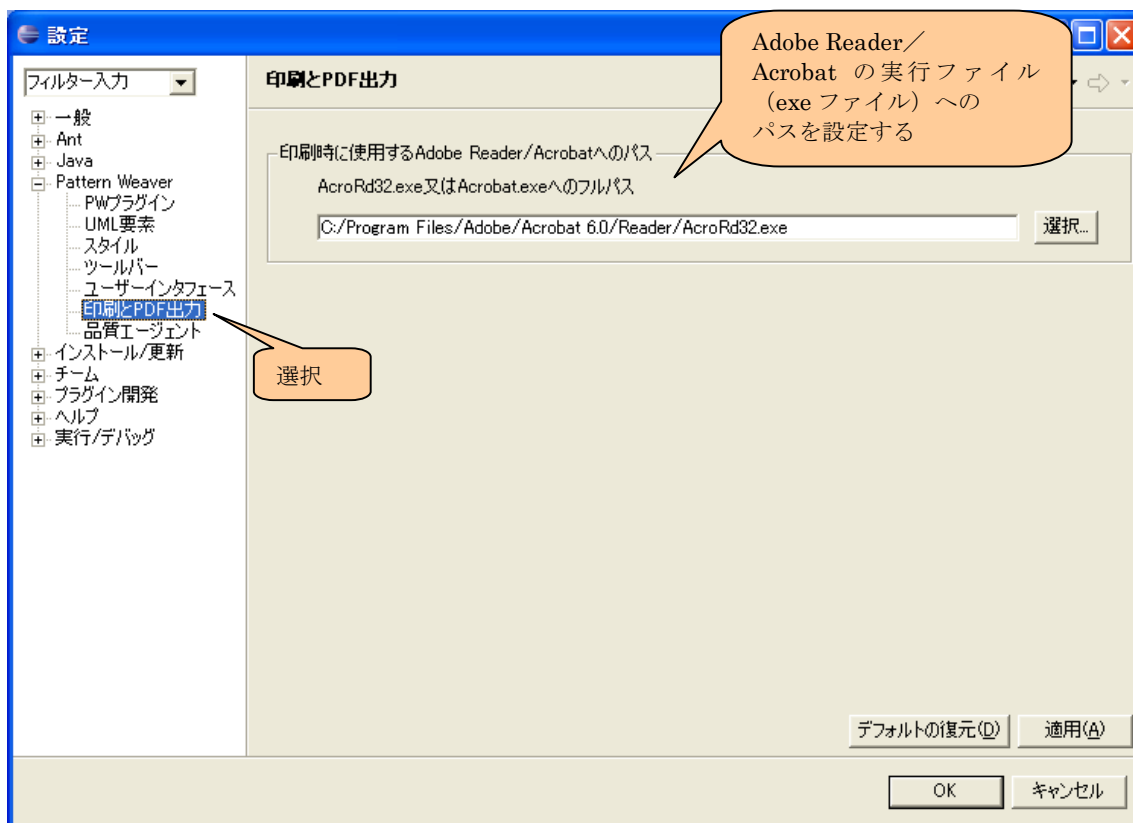 設定
Adobe Reader／
Acrobat の実行ファイル
（exe ファイル）への
パスを設定する
フィルター入力
印刷とPDF出力
一般
Ant
Java
Pattern Weaver
PWプラグイン
UML要素
スタイル
ツールバー
ユーザーインタフェース
印刷とPDF出力
品質エージェント
インストール/更新
チーム
プラグイン開発
ヘルプ
実行/デバッグ
印刷時に使用するAdobe Reader/Acrobatへのパス
AcroRd32.exe又はAcrobat.exeへのフルパス
C:/Program Files/Adobe/Acrobat 6.0/Reader/AcroRd32.exe
選択...
選択
デフォルトの復元(D)
適用(A)
OK
キャンセル